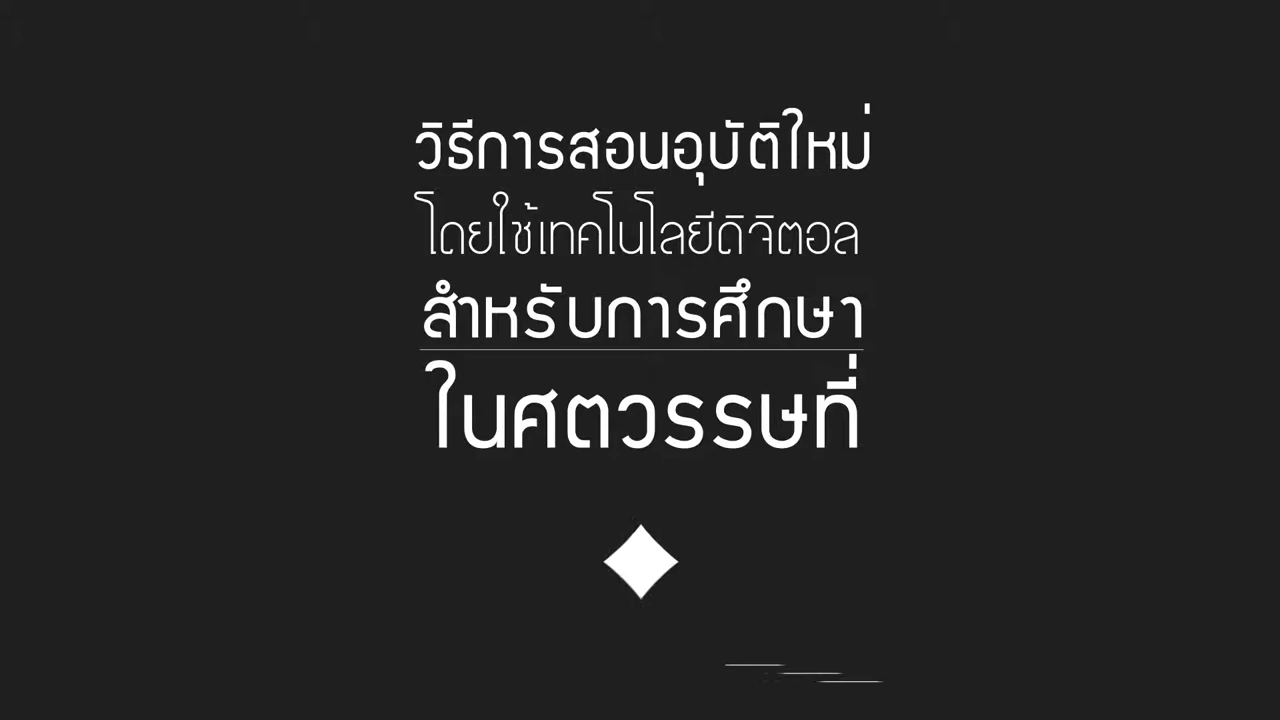 วิธีการสอนอุบัติใหม่
โดยใช้เทคโนโลยีดิจิตอล
สำหรับการศึกษา
ในศตวรรษที่